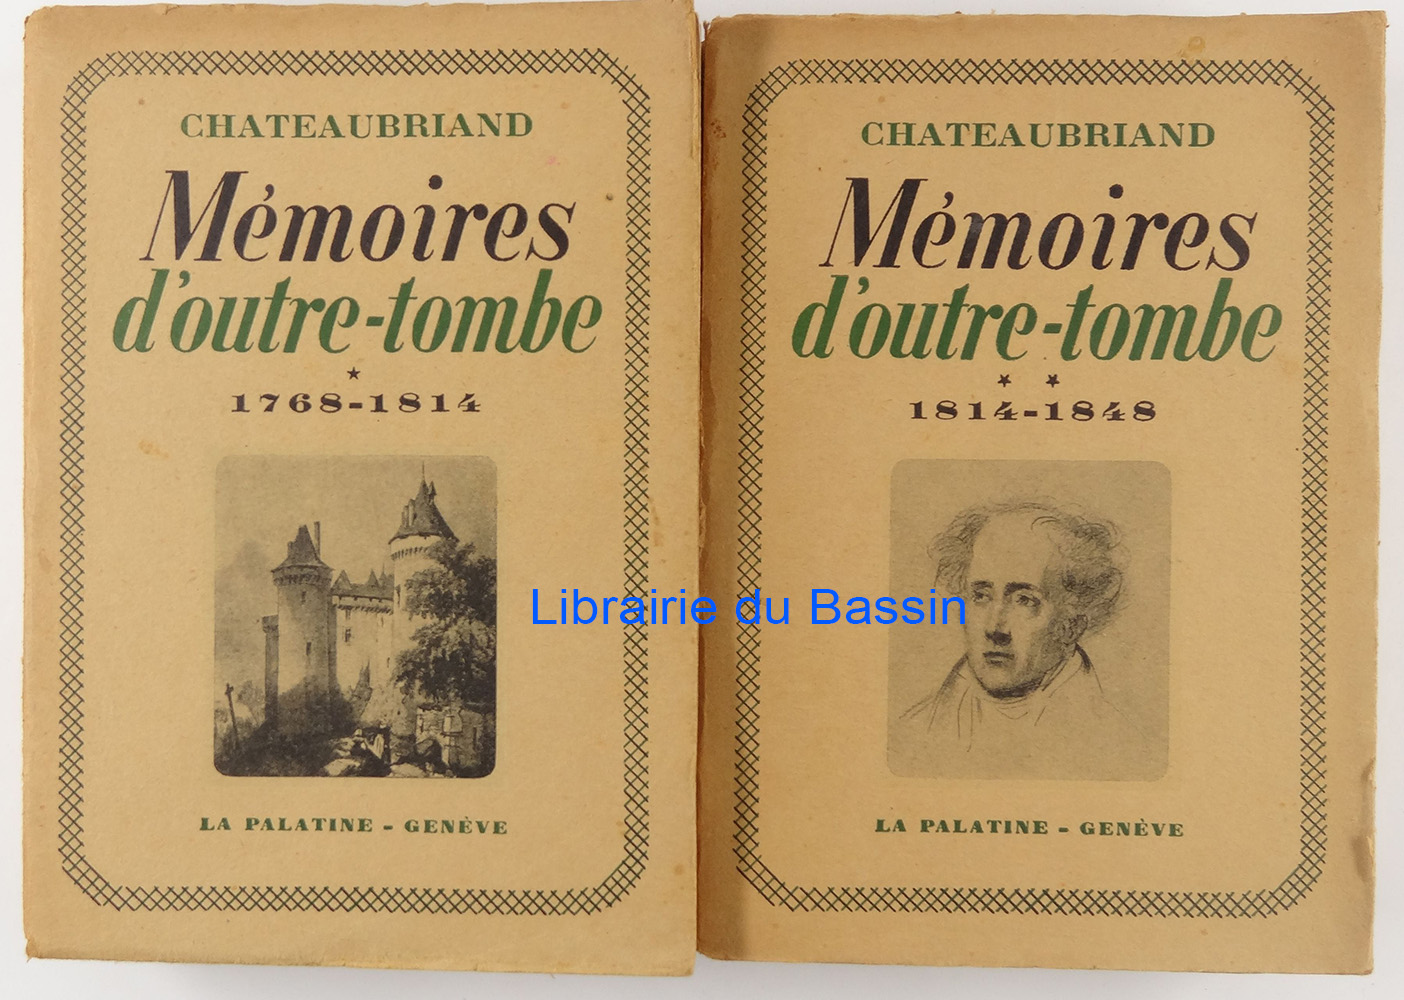 CHATEAUBRIAND
Mémoires
d'outre-tombe
1768-1814
LA PALATINE - GENÈVE
CHATEAUBRIAND
Mémoires
d'outre-tombe
1814-1848
LA PALATINE - GENÈVE
Librairie du Bassin